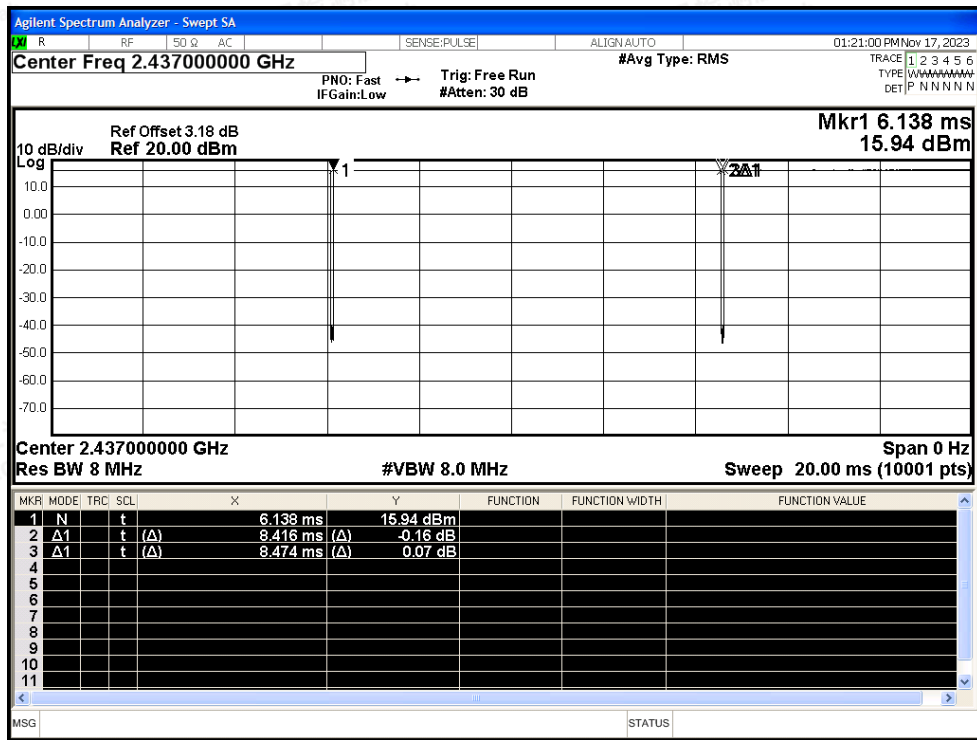 Agilent Spectrum Analyzer - Swept SA
LXI R RF 50 Ω AC SENSE:PULSE ALIGN AUTO 01:21:00 PM Nov 17, 2023
Center Freq 2.437000000 GHz #Avg Type: RMS TRACE 1 2 3 4 5 6
PNO: Fast Trig: Free Run TYPE WWWWWW
IFGain:Low #Atten: 30 dB DET P N N N N N
Mkr1 6.138 ms
Ref Offset 3.18 dB
10 dB/div Ref 20.00 dBm 15.94 dBm
Log
1 2Δ1
10.0
0.00
-10.0
-20.0
-30.0
-40.0
-50.0
-60.0
-70.0
Center 2.437000000 GHz Span 0 Hz
Res BW 8 MHz #VBW 8.0 MHz Sweep 20.00 ms (10001 pts)
MKR MODE TRC SCL X Y FUNCTION FUNCTION WIDTH FUNCTION VALUE
1 N t 6.138 ms 15.94 dBm
2 Δ1 t (Δ) 8.416 ms (Δ) -0.16 dB
3 Δ1 t (Δ) 8.474 ms (Δ) 0.07 dB
4
5
6
7
8
9
10
11
MSG STATUS